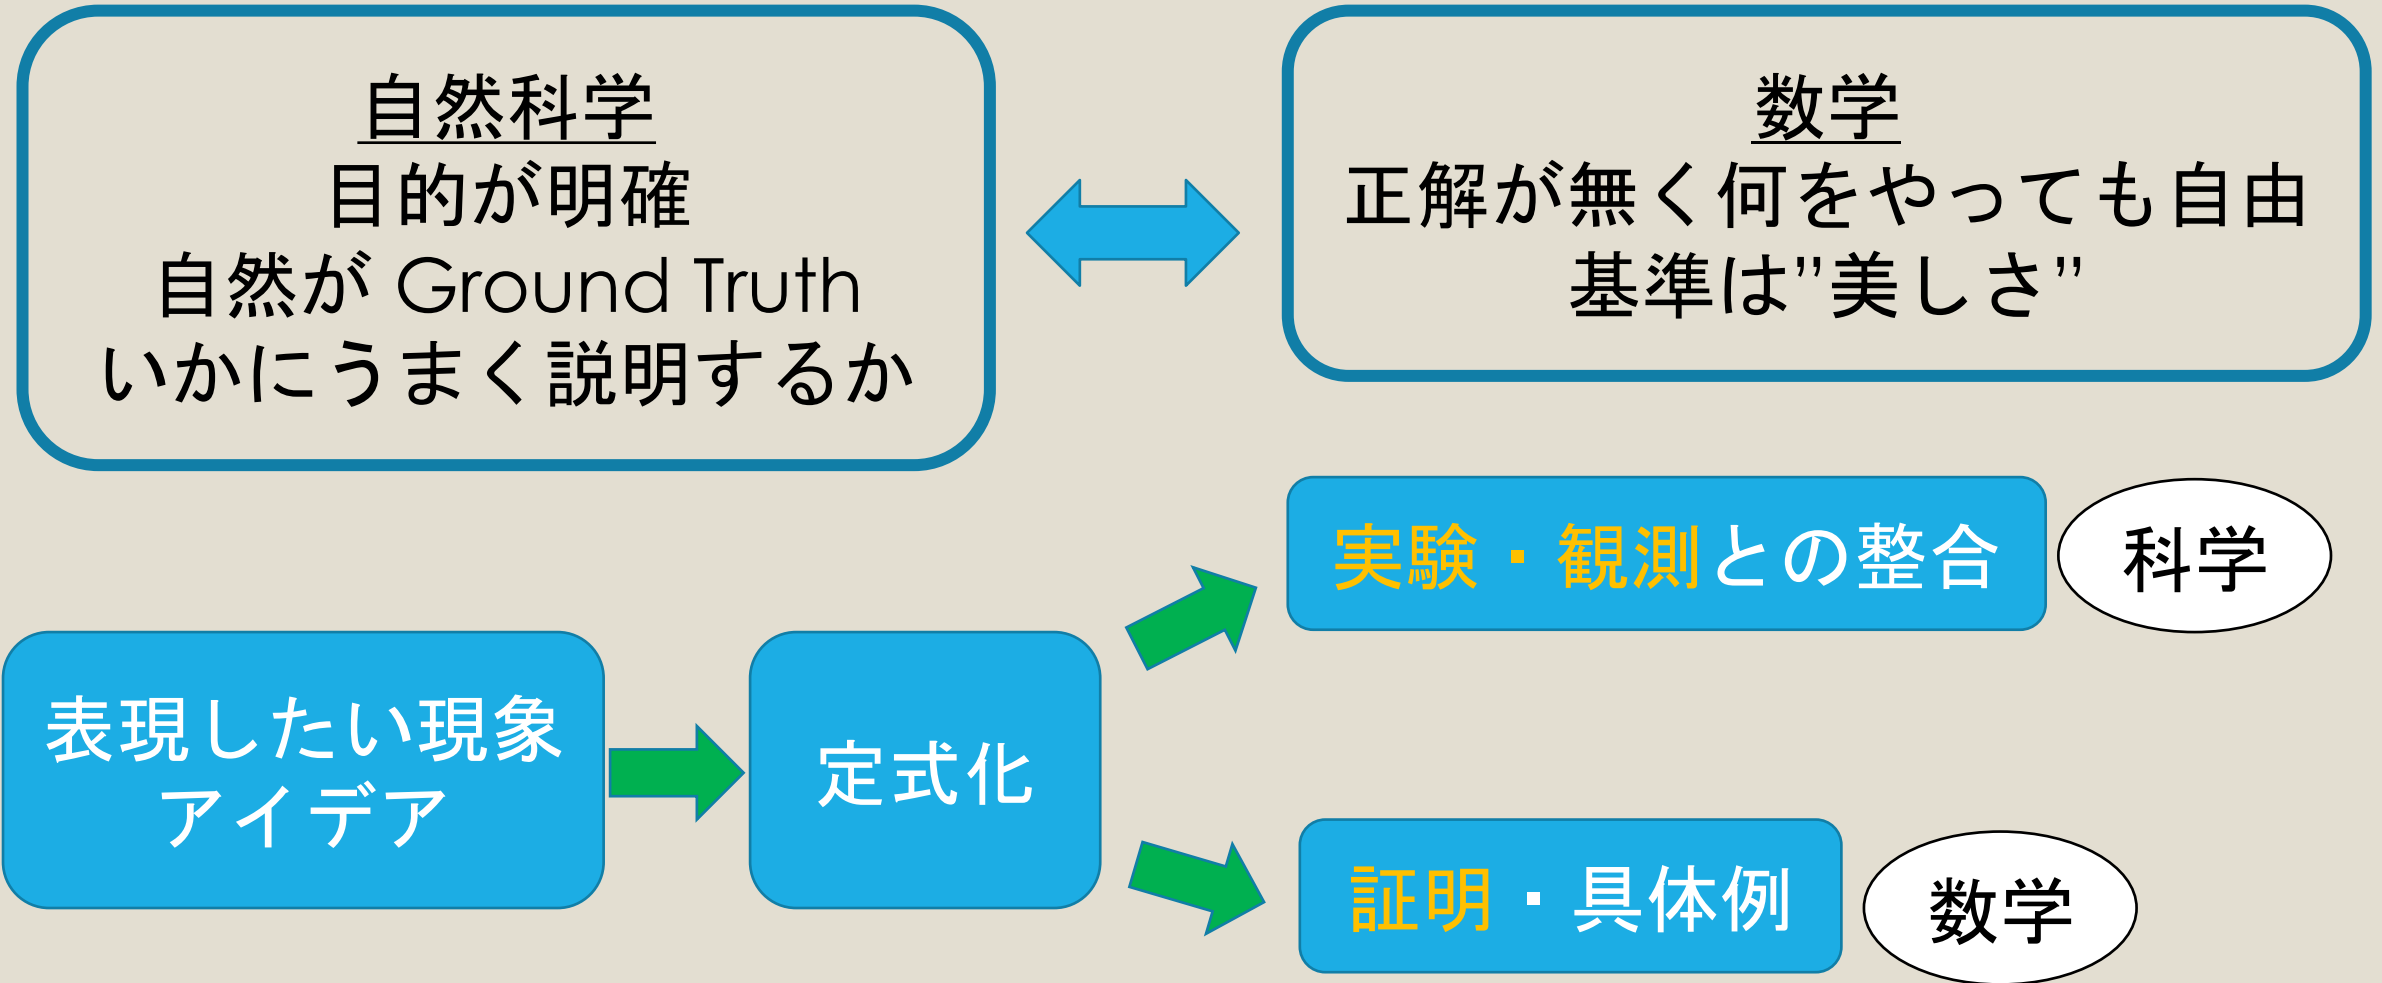 自然科学
目的が明確
自然が Ground Truth
いかにうまく説明するか
数学
正解が無く何をやっても自由
基準は”美しさ”
表現したい現象
アイデア
定式化
実験・観測との整合
科学
証明・具体例
数学